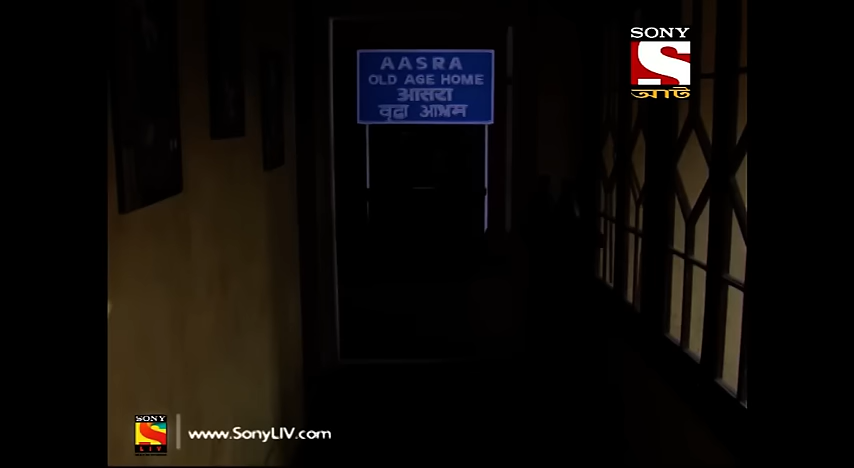 AASRA
OLD AGE HOME
आसरा
वृद्धा आश्रम
SONY
S
আট
SONY
S
LIV
www.SonyLIV.com